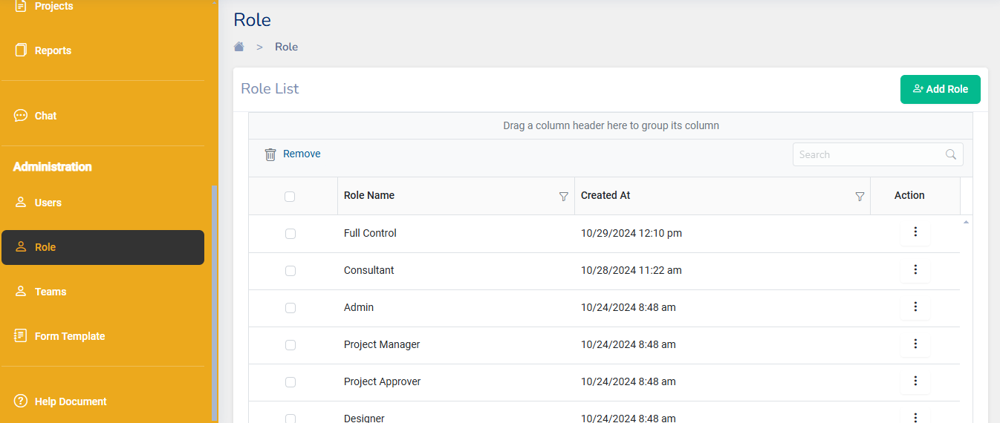 Projects
Reports
Chat
Administration
Users
Role
Teams
Form Template
Help Document
Role
> Role
Role List
Add Role
Drag a column header here to group its column
Remove
Search
Role Name Created At Action
Full Control 10/29/2024 12:10 pm
Consultant 10/28/2024 11:22 am
Admin 10/24/2024 8:48 am
Project Manager 10/24/2024 8:48 am
Project Approver 10/24/2024 8:48 am
Designer 10/24/2024 8:48 am